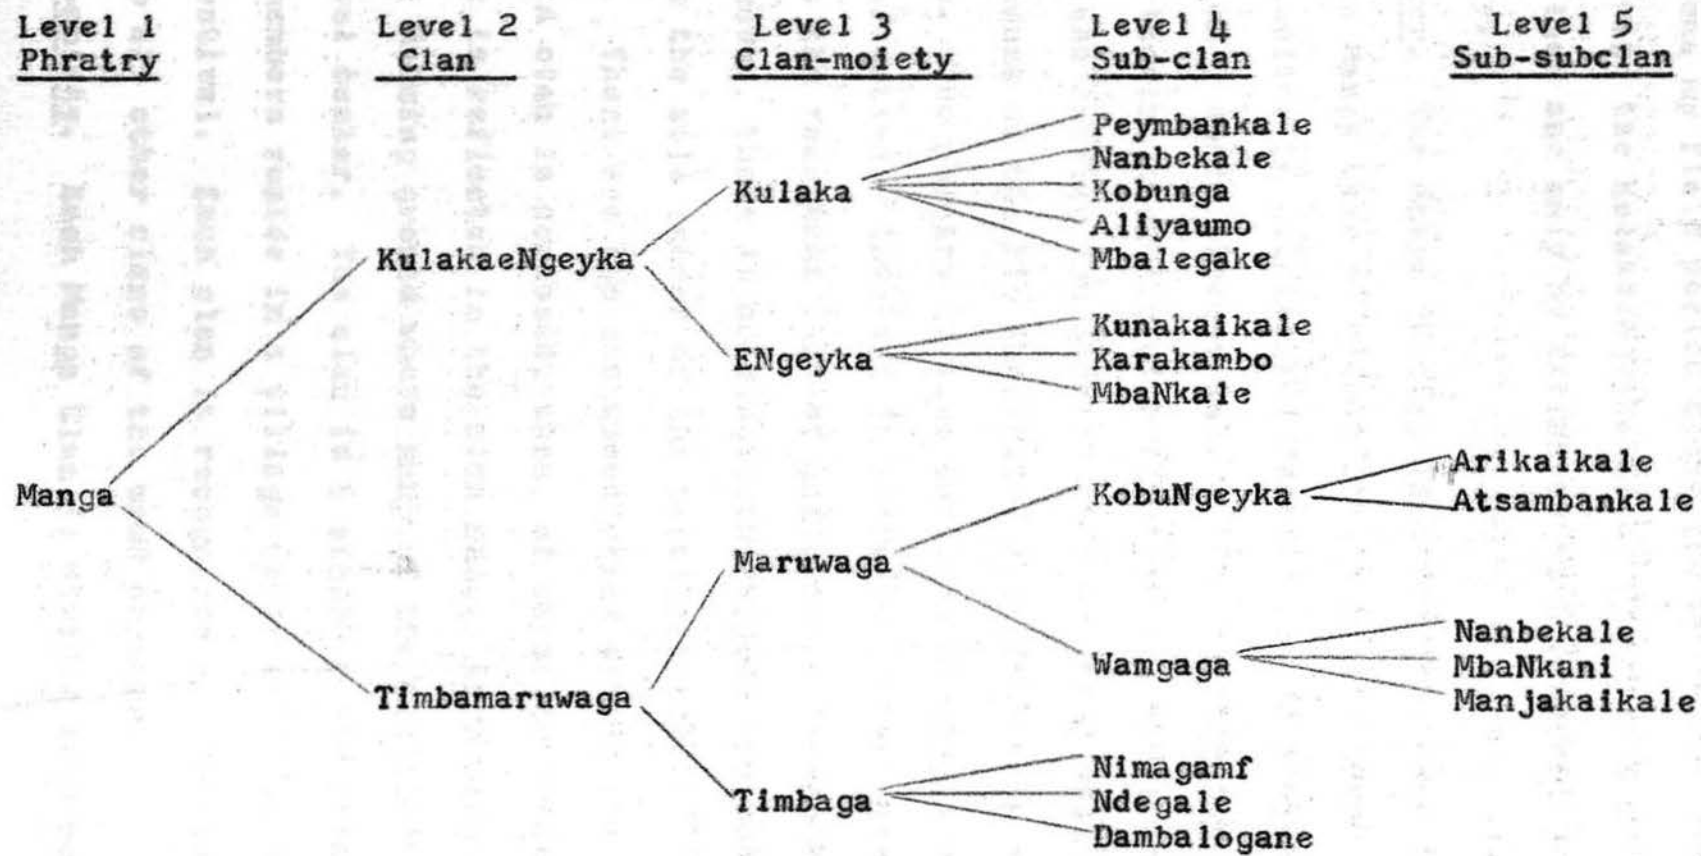 Level 1 Level 2 Level 3 Level 4 Level 5
Phratry Clan Clan-moiety Sub-clan Sub-subclan
Peymbankale
Nanbekale
Kulaka Kobunga
Aliyaumo
KulakaeNgeyka Mbalegake
Kunakaikale
ENgeyka Karakambo
MbaNkale
Arikaikale
Manga KobuNgeyka Atsambankale
Maruwaga
Nanbekale
Wamgaga MbaNkani
Timbamaruwaga Manjakaikale
Nimagamf
Timbaga Ndegale
Dambalogane